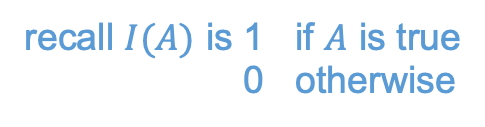 recall I(A) is 1 if A is true
0 otherwise